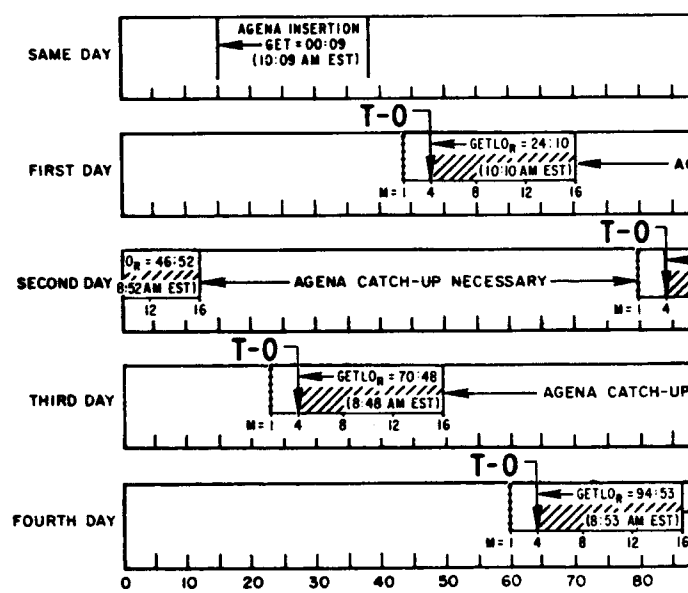 SAME DAY
AGENA INSERTION
GET = 00:09
(10:09 AM EST)
T-0
FIRST DAY
GETLO_R = 24:10
(10:10 AM EST)
M = 1 4 8 12 16
T-0
SECOND DAY
O_R = 46:52
8:52 AM EST)
AGENA CATCH-UP NECESSARY
12 16
M = 1 4
T-0
THIRD DAY
GETLO_R = 70:48
(8:48 AM EST)
AGENA CATCH-UP
M = 1 4 8 12 16
T-0
FOURTH DAY
GETLO_R = 94:53
(8:53 AM EST)
M = 1 4 8 12 16
0 10 20 30 40 50 60 70 80